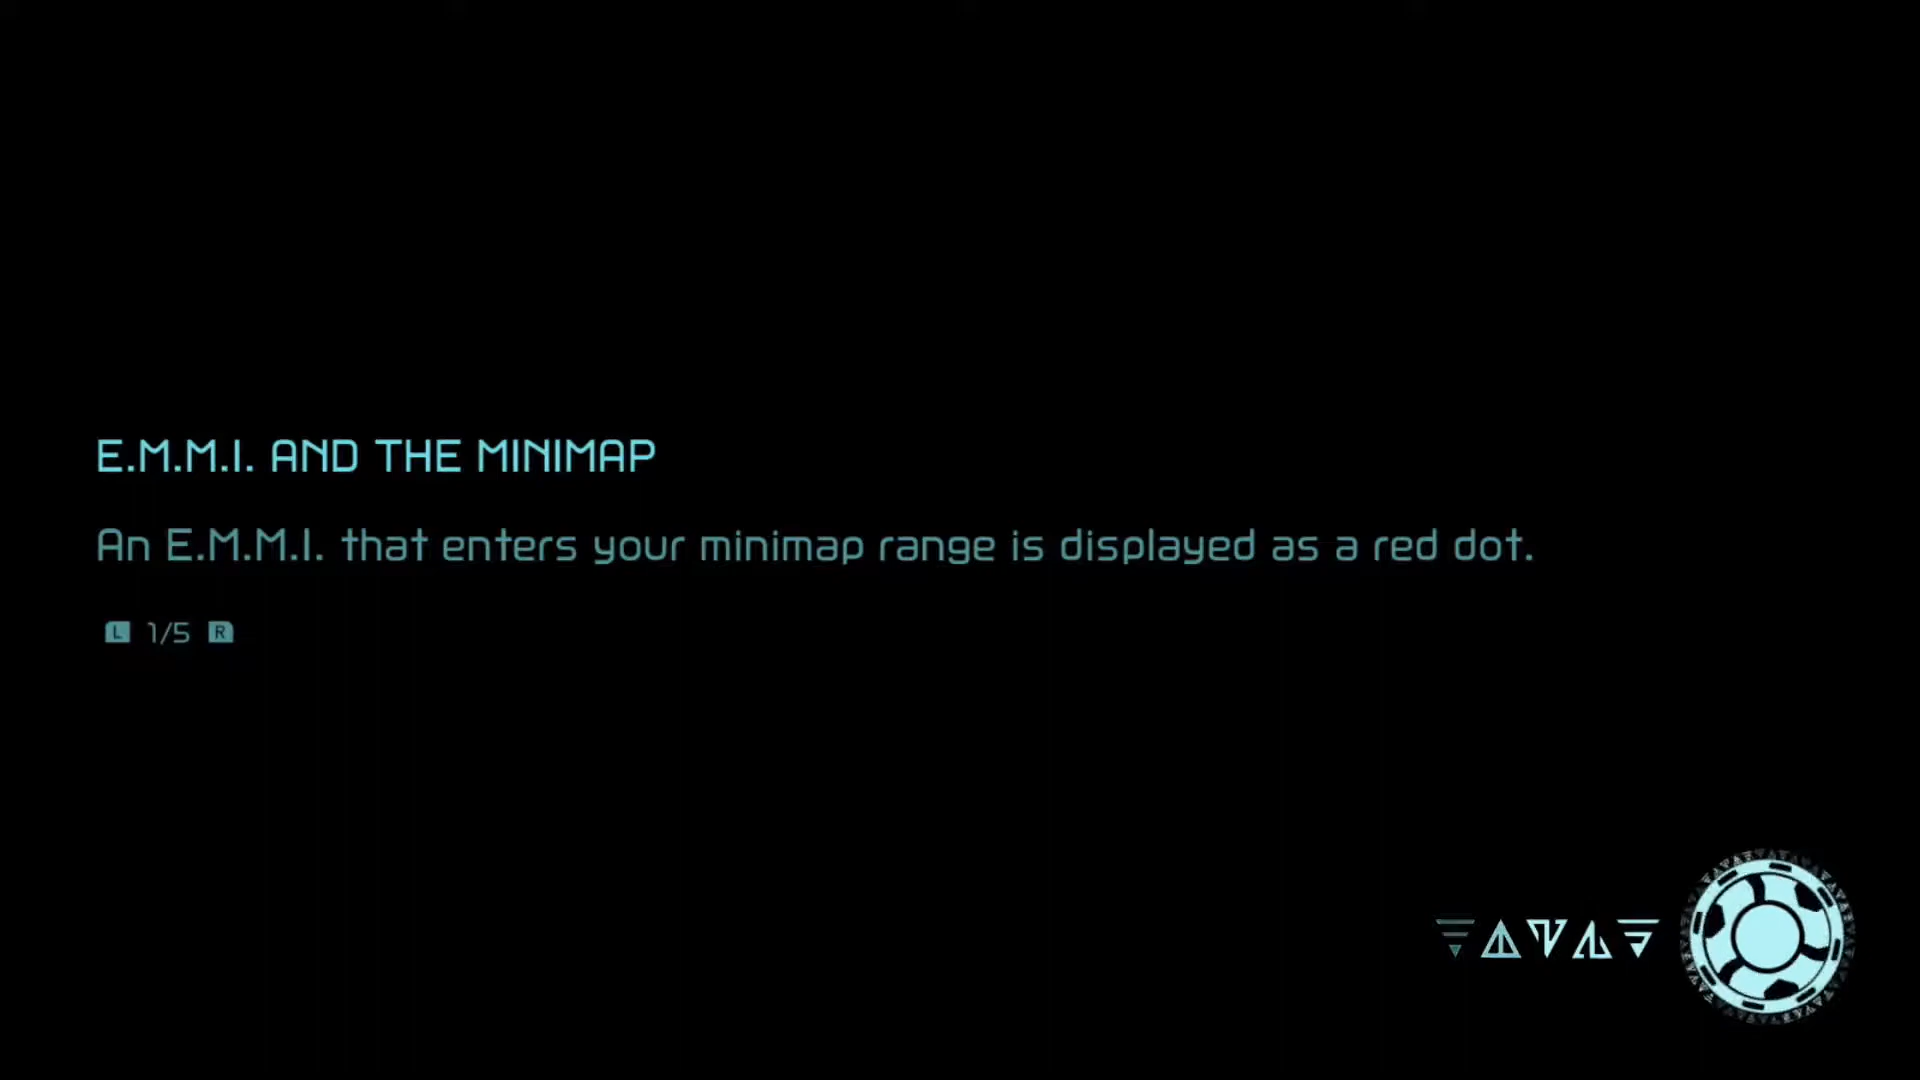 E.M.M.I. AND THE MINIMAP
An E.M.M.I. that enters your minimap range is displayed as a red dot.
L 1/5 R